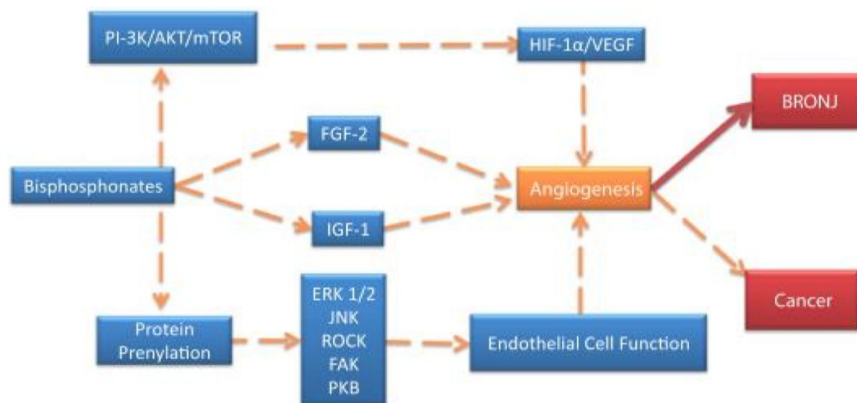 PI-3K/AKT/mTOR
HIF-1α/VEGF
BRONJ
FGF-2
Bisphosphonates
Angiogenesis
IGF-1
Cancer
Protein
Prenylation
ERK 1/2
JNK
ROCK
FAK
PKB
Endothelial Cell Function